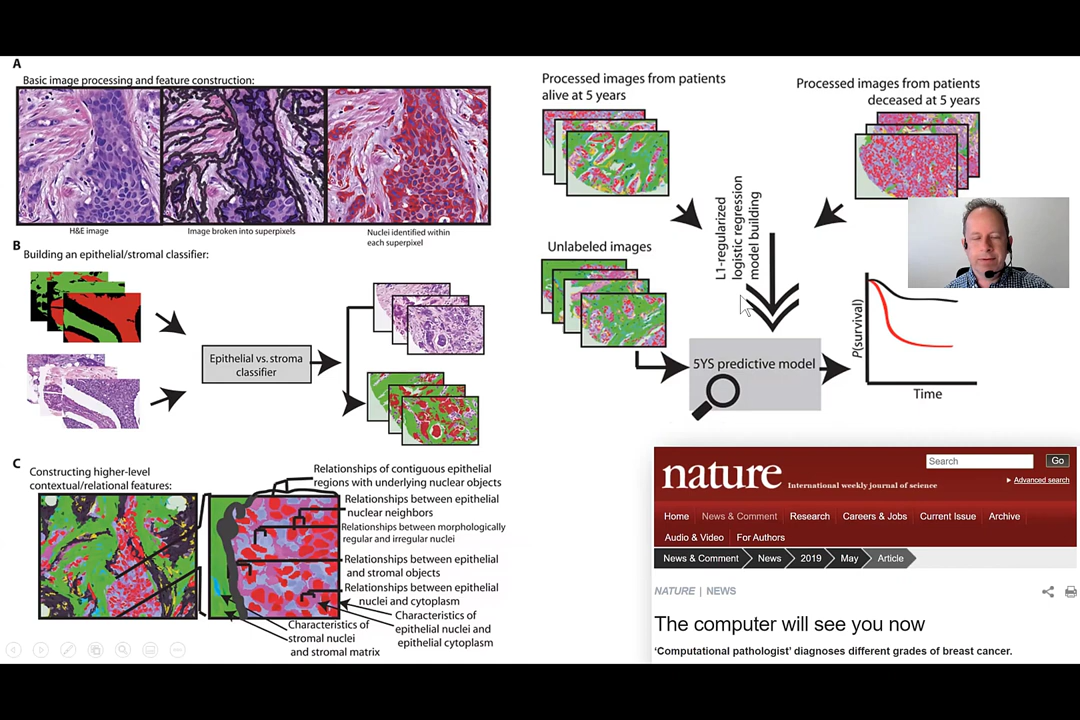 A
Basic image processing and feature construction:
H&E image
Image broken into superpixels
Nuclei identified within
each superpixel
B
Building an epithelial/stromal classifier:
Epithelial vs. stroma
classifier
C
Constructing higher-level
contextual/relational features:
Relationships of contiguous epithelial
regions with underlying nuclear objects
Relationships between epithelial
nuclear neighbors
Relationships between morphologically
regular and irregular nuclei
Relationships between epithelial
and stromal objects
Relationships between epithelial
nuclei and cytoplasm
Characteristics of
epithelial nuclei and
epithelial cytoplasm
Characteristics of
stromal nuclei
and stromal matrix
Processed images from patients
alive at 5 years
Processed images from patients
deceased at 5 years
L1-regularized
logistic regression
model building
Unlabeled images
5YS predictive model
P(survival)
Time
nature International weekly journal of science
Search
Go
Advanced search
Home News & Comment Research Careers & Jobs Current Issue Archive
Audio & Video For Authors
News & Comment News 2019 May Article
NATURE | NEWS
The computer will see you now
‘Computational pathologist’ diagnoses different grades of breast cancer.